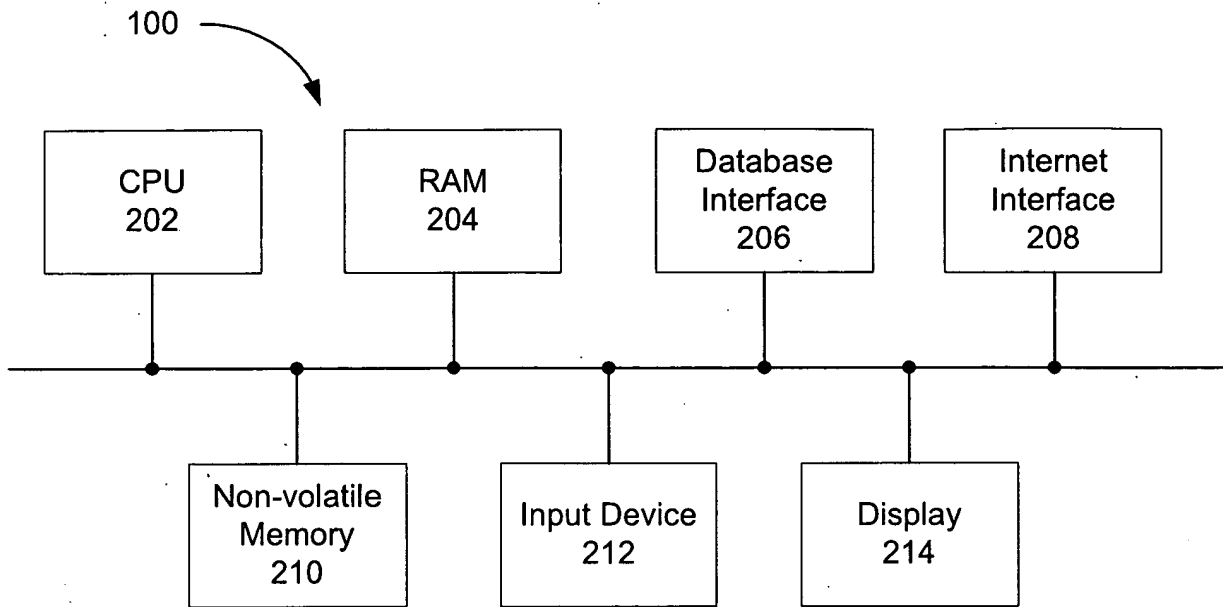 100
CPU
202
RAM
204
Database
Interface
206
Internet
Interface
208
Non-volatile
Memory
210
Input Device
212
Display
214